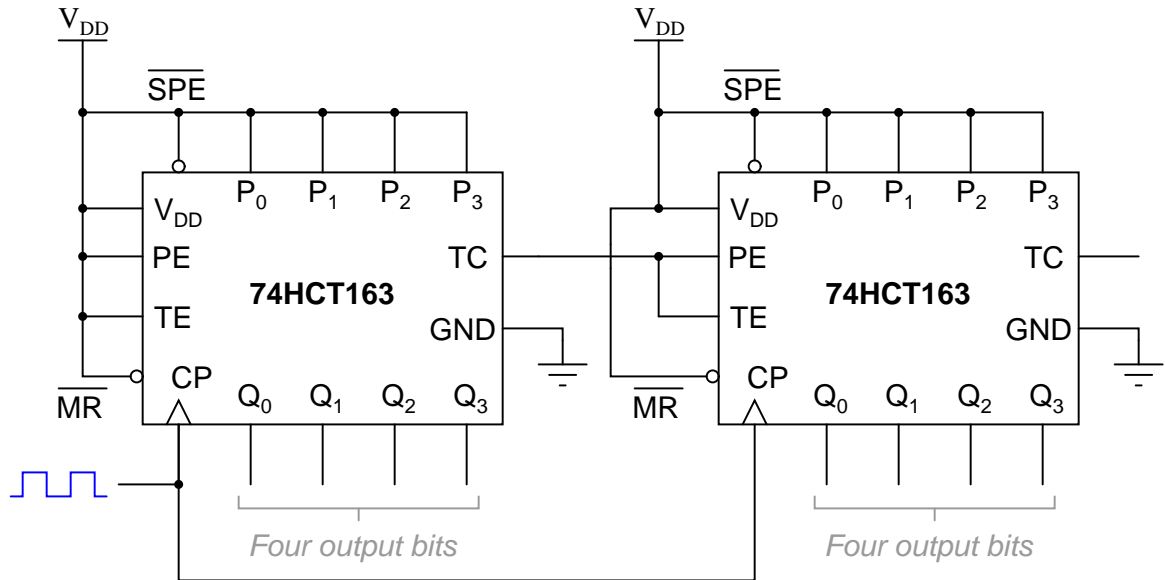 V_DD
V_DD
SPE
SPE
P_0 P_1 P_2 P_3
P_0 P_1 P_2 P_3
V_DD
V_DD
PE
TC
PE
TC
74HCT163
74HCT163
TE
TE
GND
GND
CP
CP
MR
MR
Q_0 Q_1 Q_2 Q_3
Q_0 Q_1 Q_2 Q_3
Four output bits
Four output bits